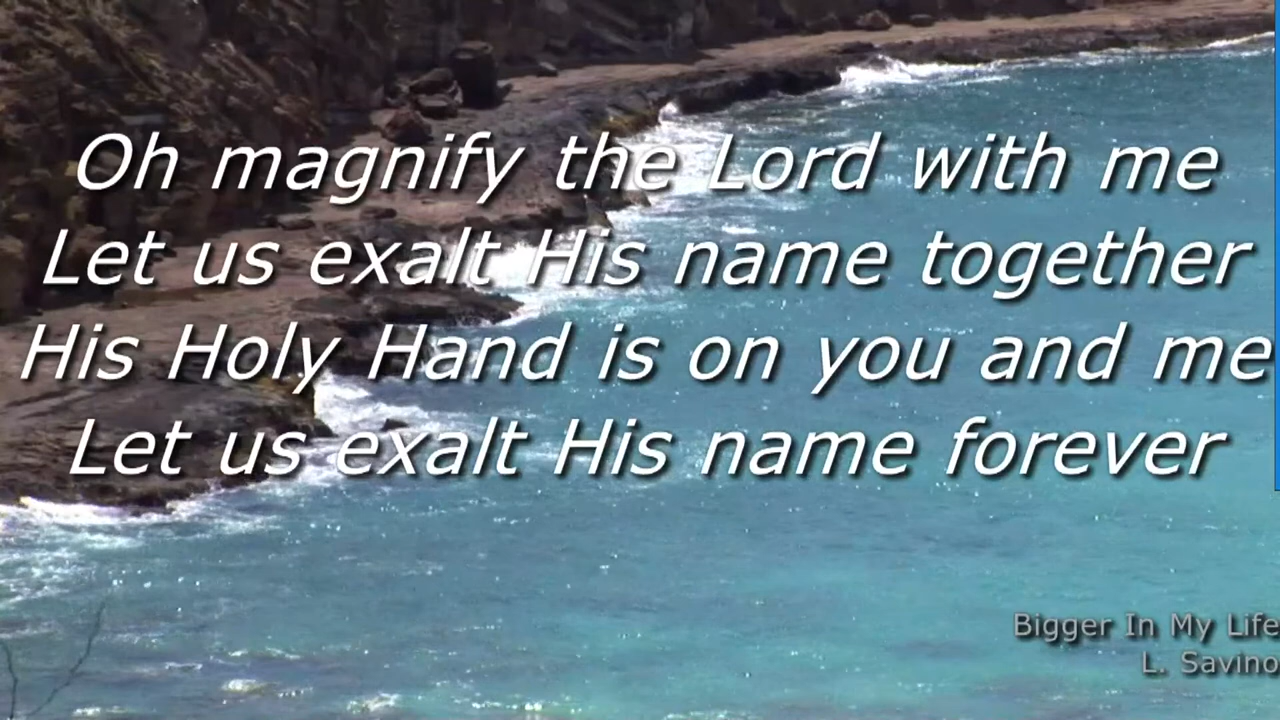 Oh magnify the Lord with me
Let us exalt His name together
His Holy Hand is on you and me
Let us exalt His name forever
Bigger In My Life
L. Savino